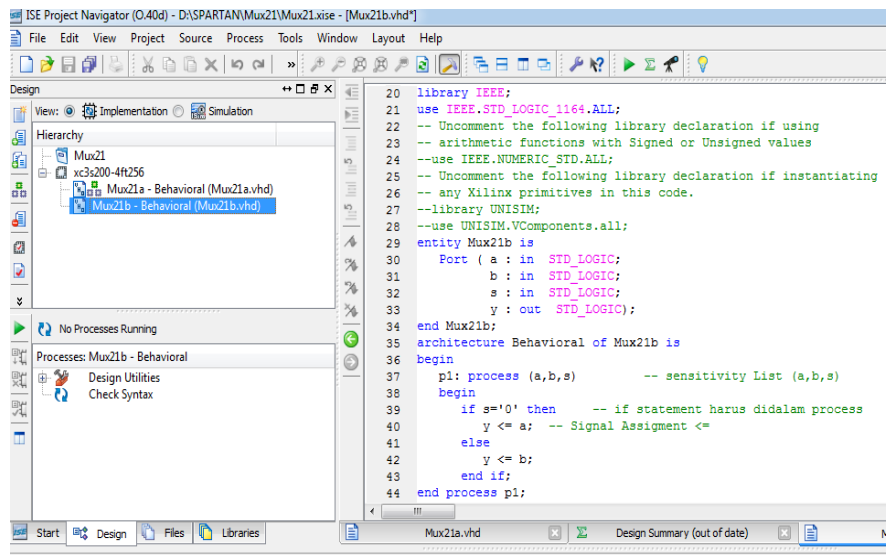 ISE Project Navigator (O.40d) - D:\SPARTAN\Mux21\Mux21.xise - [Mux21b.vhd*]
File Edit View Project Source Process Tools Window Layout Help
Design
View: Implementation Simulation
Hierarchy
Mux21
xc3s200-4ft256
Mux21a - Behavioral (Mux21a.vhd)
Mux21b - Behavioral (Mux21b.vhd)
No Processes Running
Processes: Mux21b - Behavioral
Design Utilities
Check Syntax
20 library IEEE;
21 use IEEE.STD_LOGIC_1164.ALL;
22 -- Uncomment the following library declaration if using
23 -- arithmetic functions with Signed or Unsigned values
24 --use IEEE.NUMERIC_STD.ALL;
25 -- Uncomment the following library declaration if instantiating
26 -- any Xilinx primitives in this code.
27 --library UNISIM;
28 --use UNISIM.VComponents.all;
29 entity Mux21b is
30 Port ( a : in STD_LOGIC;
31 b : in STD_LOGIC;
32 s : in STD_LOGIC;
33 y : out STD_LOGIC);
34 end Mux21b;
35 architecture Behavioral of Mux21b is
36 begin
37 p1: process (a,b,s) -- sensitivity List (a,b,s)
38 begin
39 if s='0' then -- if statement harus didalam process
40 y <= a; -- Signal Assigment <=
41 else
42 y <= b;
43 end if;
44 end process p1;
Start Design Files Libraries
Mux21a.vhd Design Summary (out of date)